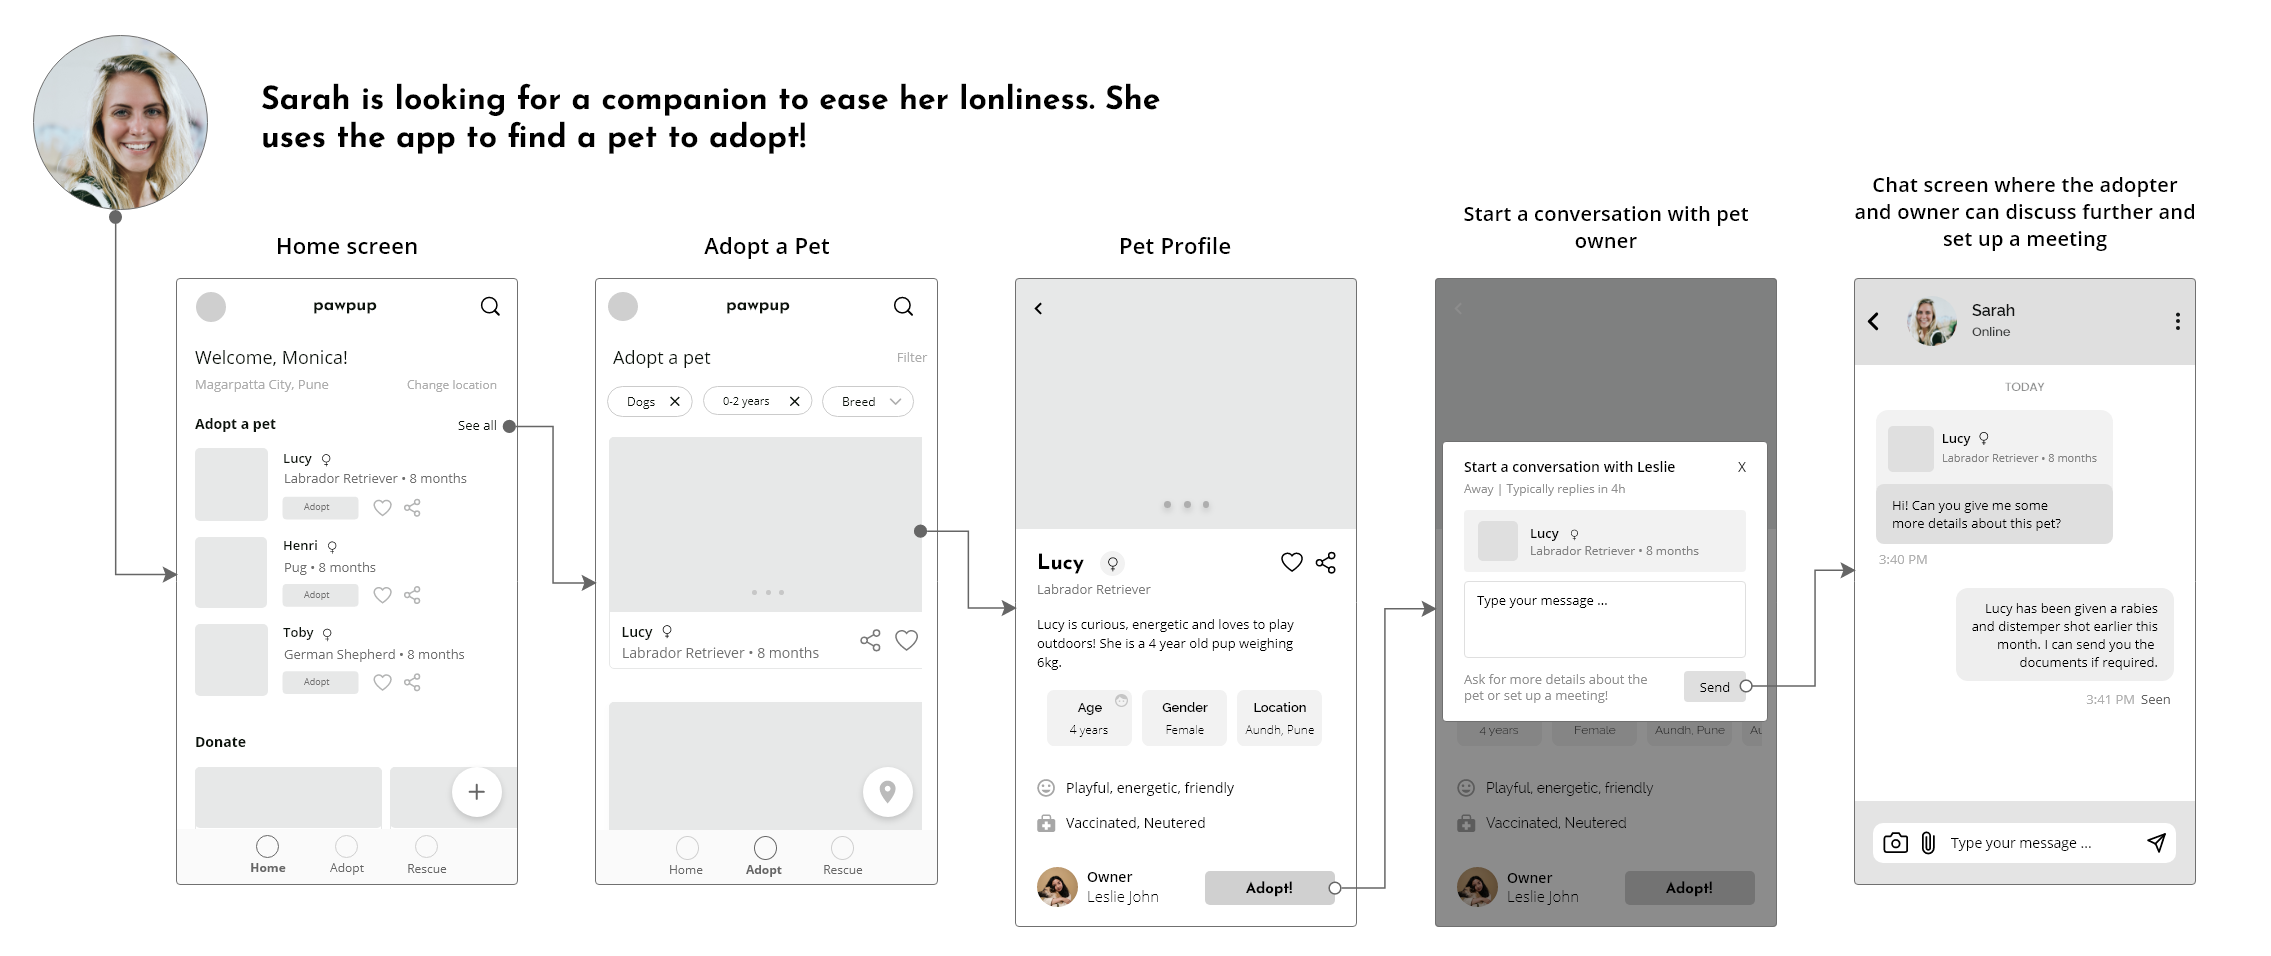 Sarah is looking for a companion to ease her lonliness. She
uses the app to find a pet to adopt!
Home screen
pawpup
Welcome, Monica!
Magarpatta City, Pune
Change location
Adopt a pet
See all
Lucy ♀
Labrador Retriever • 8 months
Adopt
Henri ♀
Pug • 8 months
Adopt
Toby ♀
German Shepherd • 8 months
Adopt
Donate
+
Home
Adopt
Rescue
Adopt a Pet
pawpup
Adopt a pet
Filter
Dogs
0-2 years
Breed
Lucy ♀
Labrador Retriever • 8 months
Home
Adopt
Rescue
Pet Profile
Lucy ♀
Labrador Retriever
Lucy is curious, energetic and loves to play
outdoors! She is a 4 year old pup weighing
6kg.
Age
4 years
Gender
Female
Location
Aundh, Pune
Playful, energetic, friendly
Vaccinated, Neutered
Owner
Leslie John
Adopt!
Start a conversation with pet
owner
Start a conversation with Leslie
X
Away | Typically replies in 4h
Lucy ♀
Labrador Retriever • 8 months
Type your message ...
Ask for more details about the
pet or set up a meeting!
Send
4 years
Female
Aundh, Pune
Au
Playful, energetic, friendly
Vaccinated, Neutered
Owner
Leslie John
Adopt!
Chat screen where the adopter
and owner can discuss further and
set up a meeting
Sarah
Online
TODAY
Lucy ♀
Labrador Retriever • 8 months
Hi! Can you give me some
more details about this pet?
3:40 PM
Lucy has been given a rabies
and distemper shot earlier this
month. I can send you the
documents if required.
3:41 PM Seen
Type your message ...